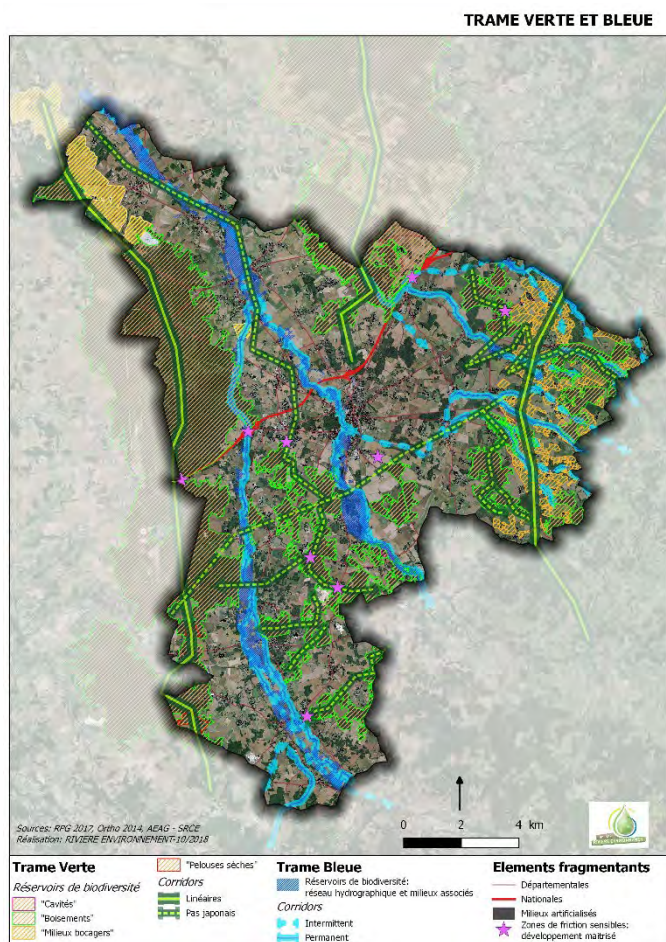 TRAME VERTE ET BLEUE
Sources: RPG 2017, Ortho 2014, AEAG - SRCE
Réalisation: RIVIERE ENVIRONNEMENT-10/2018
0 2 4 km
Trame Verte
Réservoirs de biodiversité
"Cavités"
"Boisements"
"Milieux bocagers"
"Pelouses sèches"
Corridors
Linéaires
Pas japonais
Trame Bleue
Réservoirs de biodiversité:
réseau hydrographique et milieux associés
Corridors
Intermittent
Permanent
Elements fragmentants
Départementales
Nationales
Milieux artificialisés
Zones de friction sensibles:
développement maîtrisé